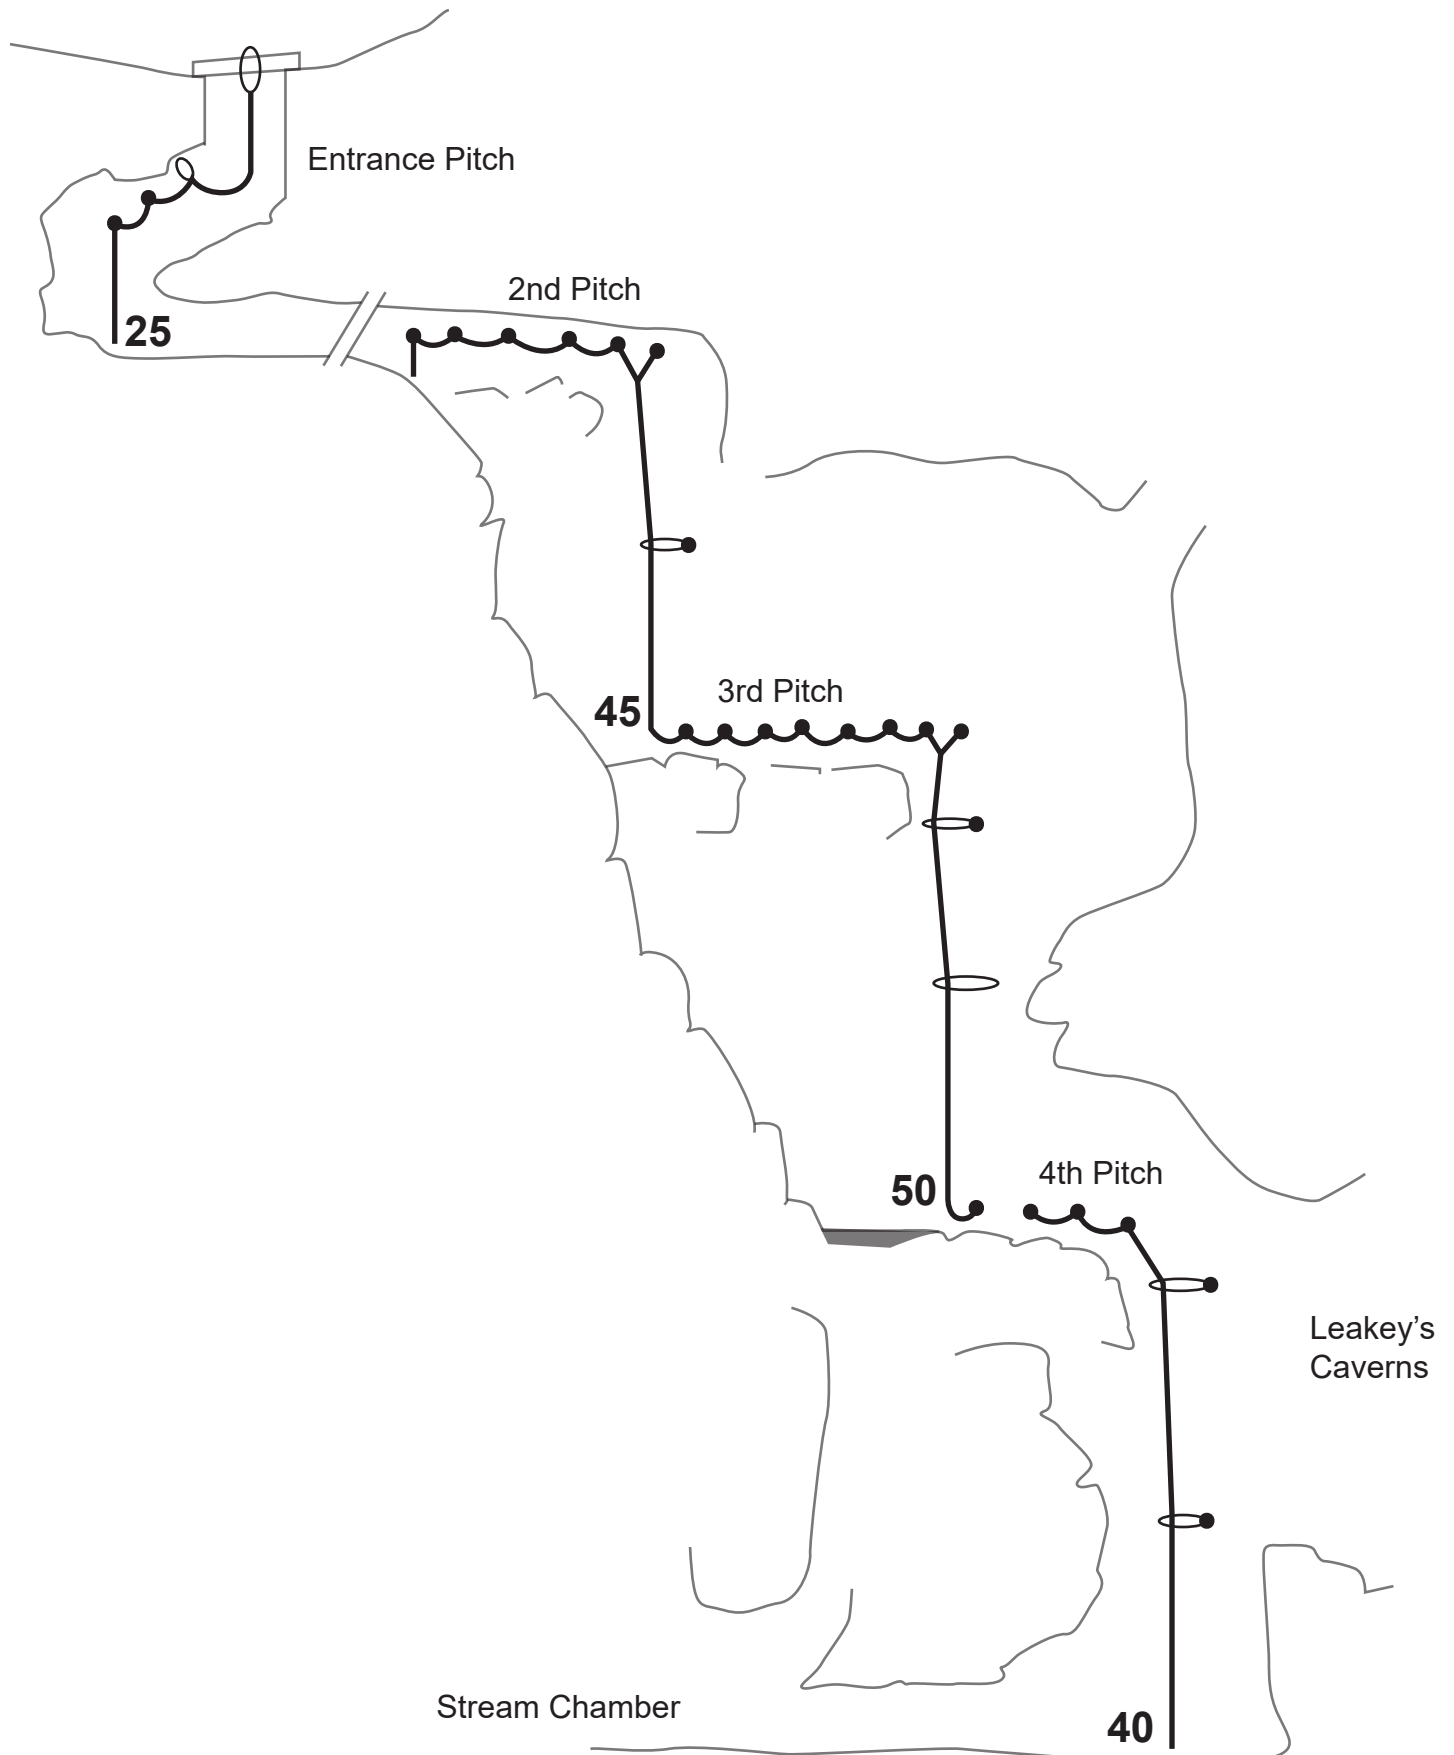 Entrance Pitch
25
2nd Pitch
45
3rd Pitch
50
4th Pitch
Leakey’s
Caverns
Stream Chamber
40